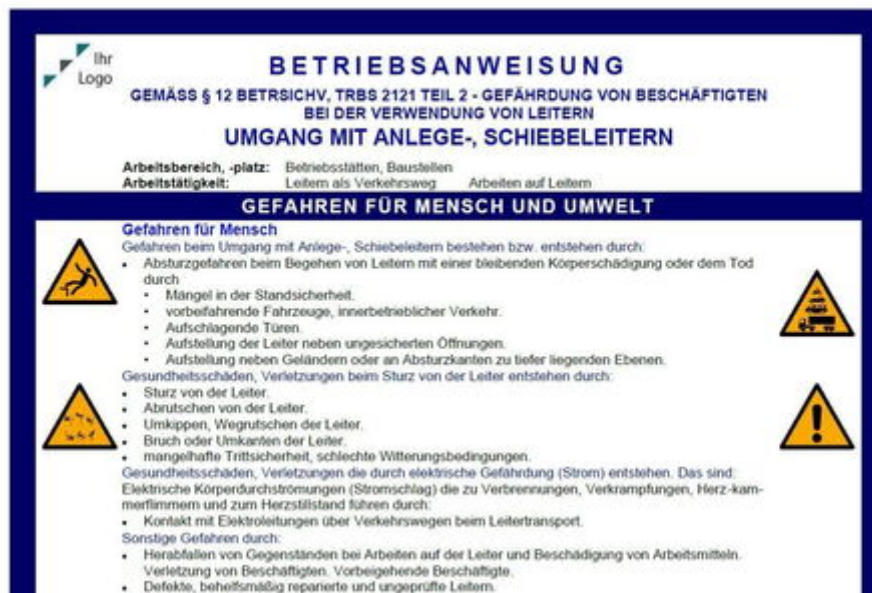 Ihr
Logo
BETRIEBSANWEISUNG
GEMÄSS § 12 BETRSICHV, TRBS 2121 TEIL 2 - GEFÄHRDUNG VON BESCHÄFTIGTEN
BEI DER VERWENDUNG VON LEITERN
UMGANG MIT ANLEGE-, SCHIEBELEITERN
Arbeitsbereich, -platz: Betriebsstätten, Baustellen
Arbeitstätigkeit: Leitern als Verkehrsweg Arbeiten auf Leitern
GEFAHREN FÜR MENSCH UND UMWELT
Gefahren für Mensch
Gefahren beim Umgang mit Anlege-, Schiebeleitern bestehen bzw. entstehen durch:
• Absturzgefahren beim Begehen von Leitern mit einer bleibenden Körperschädigung oder dem Tod
durch
• Mängel in der Standsicherheit.
• vorbeifahrende Fahrzeuge, innerbetrieblicher Verkehr.
• Aufschlagende Türen.
• Aufstellung der Leiter neben ungesicherten Öffnungen.
• Aufstellung neben Geländern oder an Absturzkanten zu tiefer liegenden Ebenen.
Gesundheitsschäden, Verletzungen beim Sturz von der Leiter entstehen durch:
• Sturz von der Leiter.
• Abrutschen von der Leiter.
• Umkippen, Wegrutschen der Leiter.
• Bruch oder Umkanten der Leiter.
• mangelhafte Trittsicherheit, schlechte Witterungsbedingungen.
Gesundheitsschäden, Verletzungen die durch elektrische Gefährdung (Strom) entstehen. Das sind:
Elektrische Körperdurchströmungen (Stromschlag) die zu Verbrennungen, Verkrampfungen, Herz-kam-
merflimmern und zum Herzstillstand führen durch:
• Kontakt mit Elektroleitungen über Verkehrswegen beim Leitertransport.
Sonstige Gefahren durch:
• Herabfallen von Gegenständen bei Arbeiten auf der Leiter und Beschädigung von Arbeitsmitteln.
Verletzung von Beschäftigten. Vorbeigehende Beschäftigte.
• Defekte, behelfsmäßig reparierte und ungeprüfte Leitern.